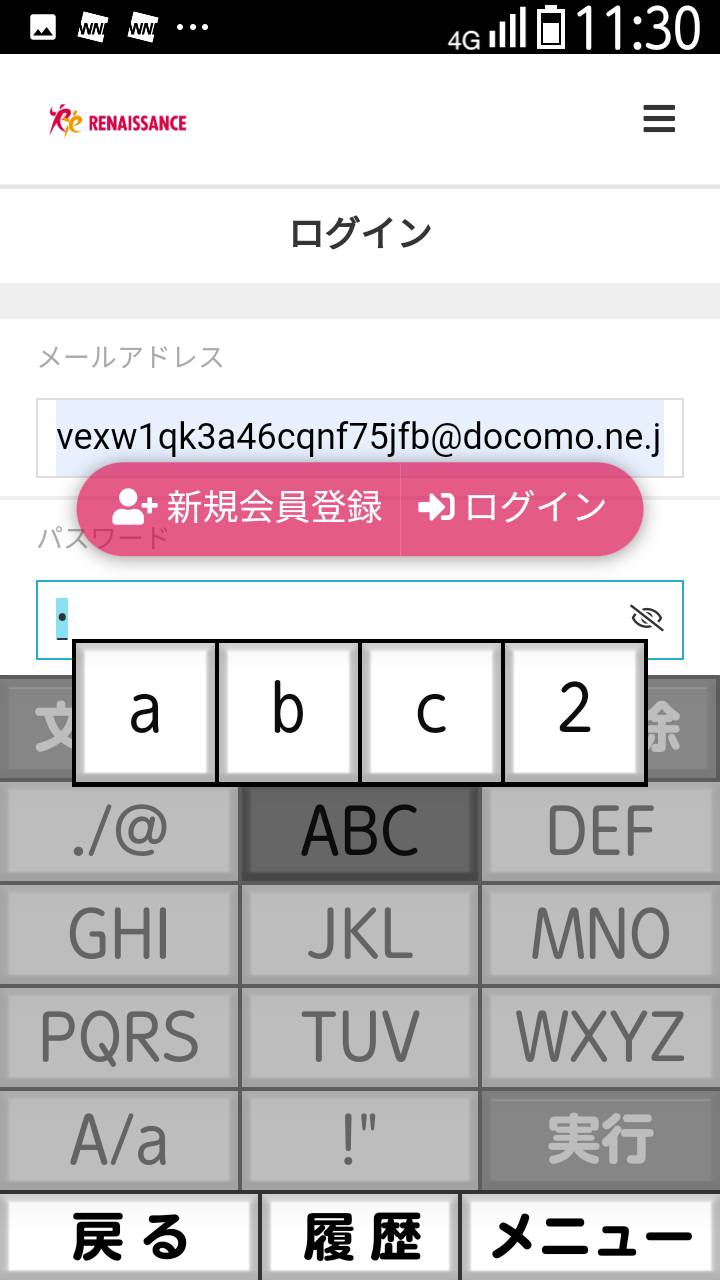 4G 11:30
RENAISSANCE
ログイン
メールアドレス
vexw1qk3a46cqnf75jfb@docomo.ne.j
新規会員登録 ログイン
パスワード
a b c 2
文 除
./@ ABC DEF
GHI JKL MNO
PQRS TUV WXYZ
A/a !" 実行
戻る 履歴 メニュー